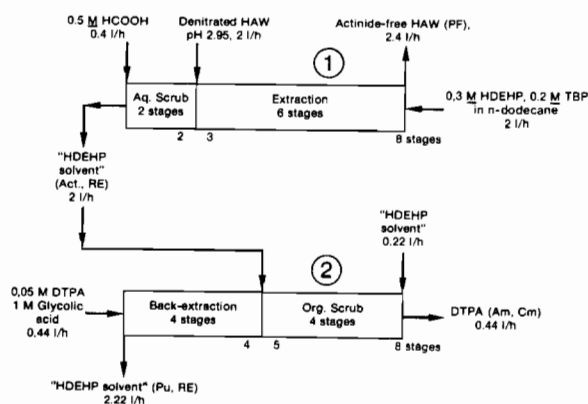 0.5 M HCOOH
0.4 l/h
Denitrated HAW
pH 2.95, 2 l/h
Actinide-free HAW (PF),
2.4 l/h
1
Aq. Scrub
2 stages
Extraction
6 stages
0,3 M HDEHP, 0.2 M TBP
in n-dodecane
2 l/h
2
3
8 stages
"HDEHP
solvent"
(Act., RE)
2 l/h
"HDEHP
solvent"
0.22 l/h
2
0,05 M DTPA
1 M Glycolic
acid
0.44 l/h
Back-extraction
4 stages
Org. Scrub
4 stages
DTPA (Am, Cm)
0.44 l/h
4
5
8 stages
"HDEHP solvent" (Pu, RE)
2.22 l/h